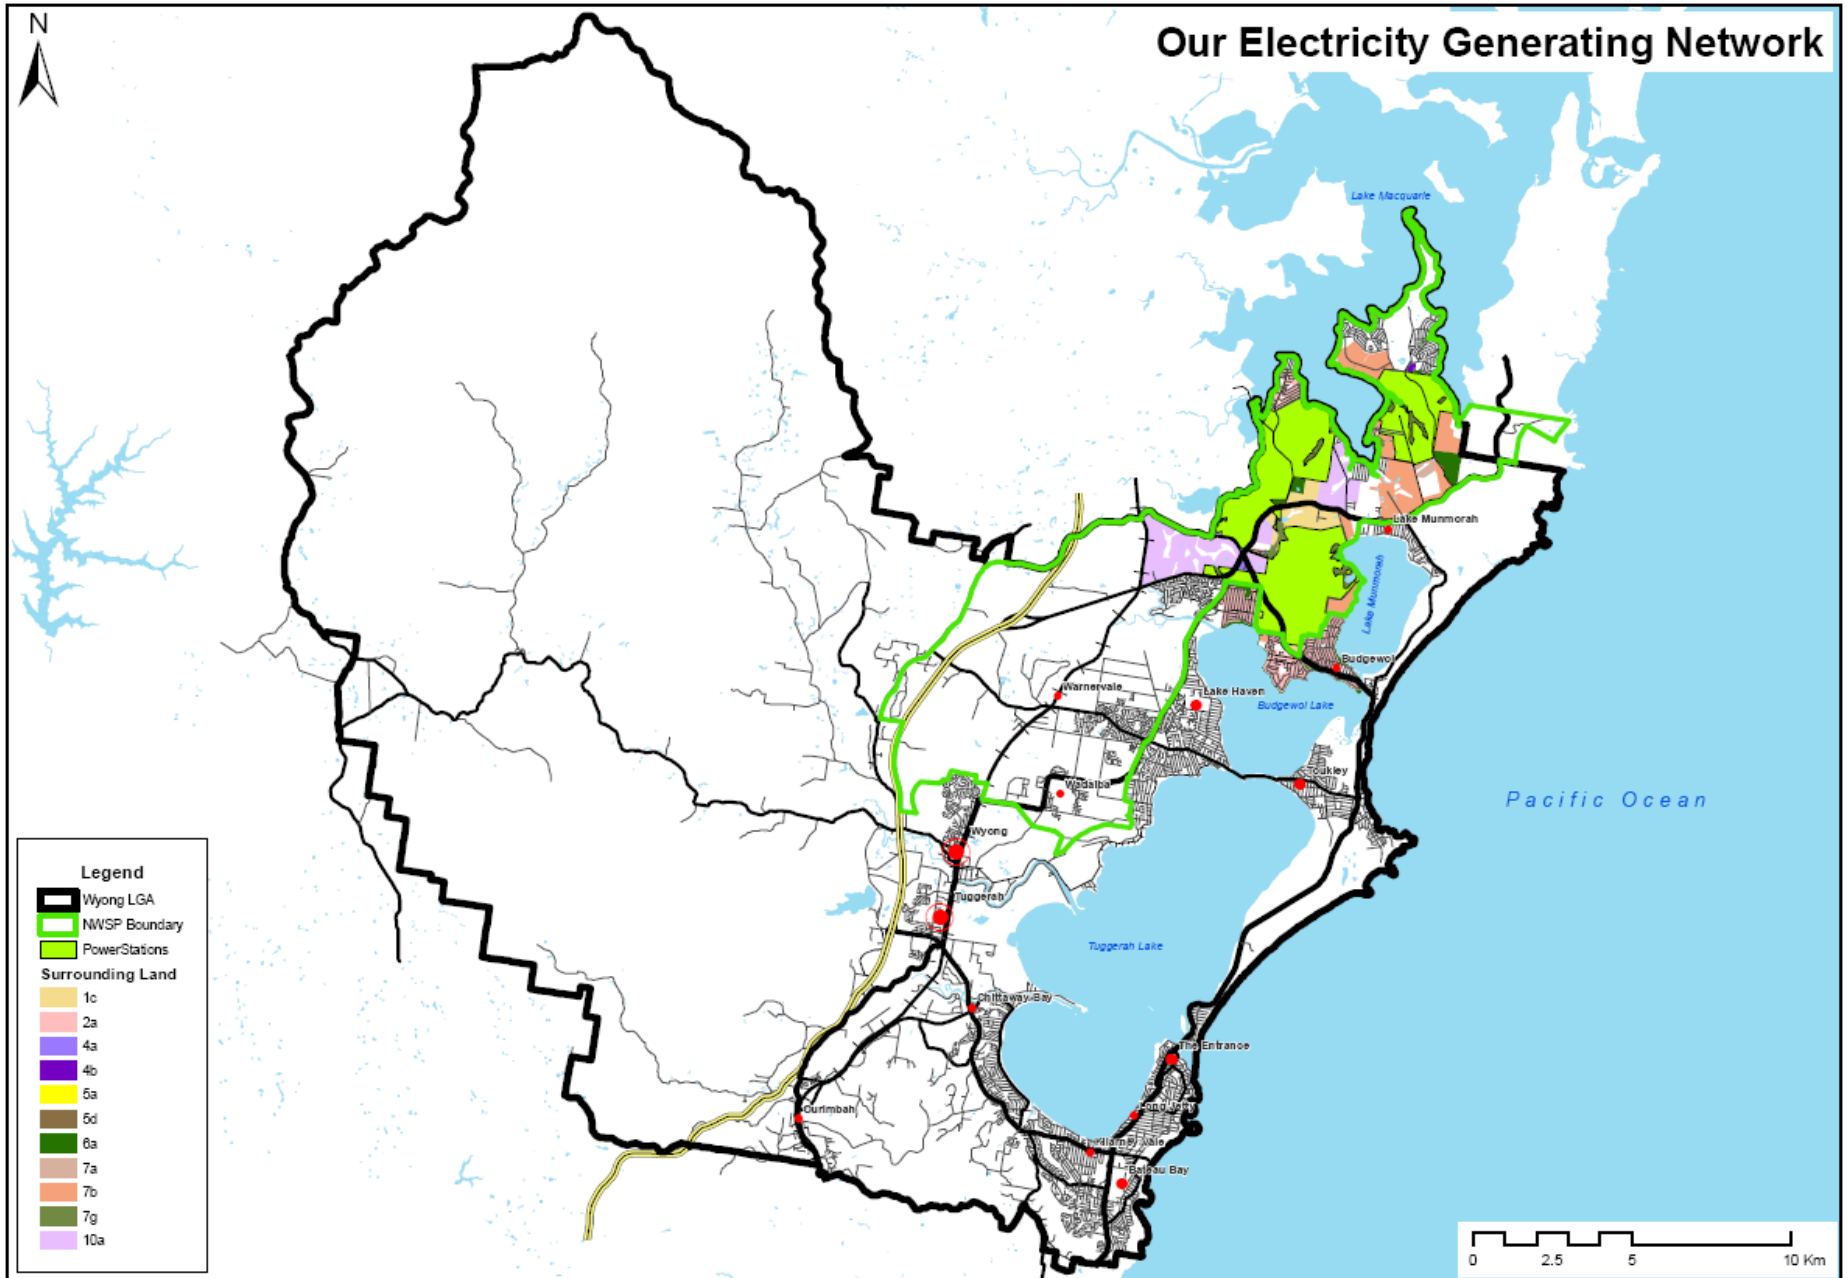 N
Our Electricity Generating Network
Lake Macquarie
Lake Munmorah
Lake Munmorah
Budgewoi
Budgewoi Lake
Lake Haven
Warnervale
Toukley
Wadalba
Pacific Ocean
Wyong
Tuggerah
Tuggerah Lake
Chittaway Bay
The Entrance
Long Jetty
Ourimbah
Killarney Vale
Bateau Bay
Legend
Wyong LGA
NWSP Boundary
PowerStations
Surrounding Land
1c
2a
4a
4b
5a
5d
6a
7a
7b
7g
10a
0 2.5 5 10 Km